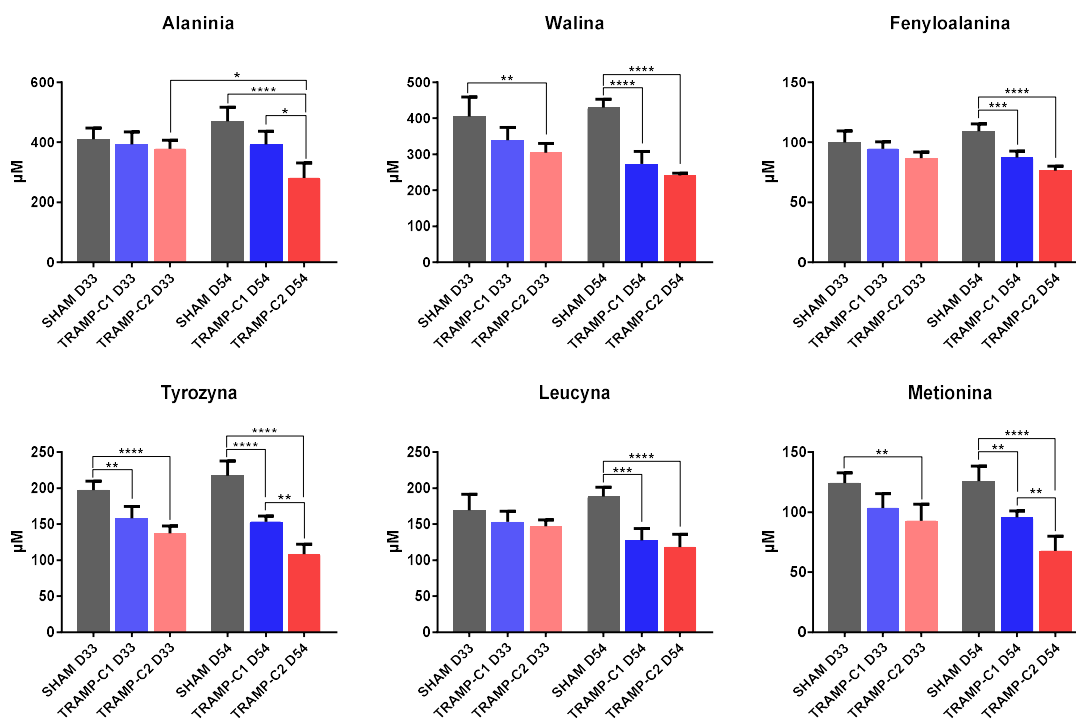 Alaninia
µM
600
400
200
0
*
****
*
SHAM D33
TRAMP-C1 D33
TRAMP-C2 D33
SHAM D54
TRAMP-C1 D54
TRAMP-C2 D54
Walina
µM
500
400
300
200
100
0
**
****
****
SHAM D33
TRAMP-C1 D33
TRAMP-C2 D33
SHAM D54
TRAMP-C1 D54
TRAMP-C2 D54
Fenyloalanina
µM
150
100
50
0
****
***
SHAM D33
TRAMP-C1 D33
TRAMP-C2 D33
SHAM D54
TRAMP-C1 D54
TRAMP-C2 D54
Tyrozyna
µM
250
200
150
100
50
0
****
**
****
****
**
SHAM D33
TRAMP-C1 D33
TRAMP-C2 D33
SHAM D54
TRAMP-C1 D54
TRAMP-C2 D54
Leucyna
µM
250
200
150
100
50
0
****
***
SHAM D33
TRAMP-C1 D33
TRAMP-C2 D33
SHAM D54
TRAMP-C1 D54
TRAMP-C2 D54
Metionina
µM
150
100
50
0
**
****
**
**
SHAM D33
TRAMP-C1 D33
TRAMP-C2 D33
SHAM D54
TRAMP-C1 D54
TRAMP-C2 D54